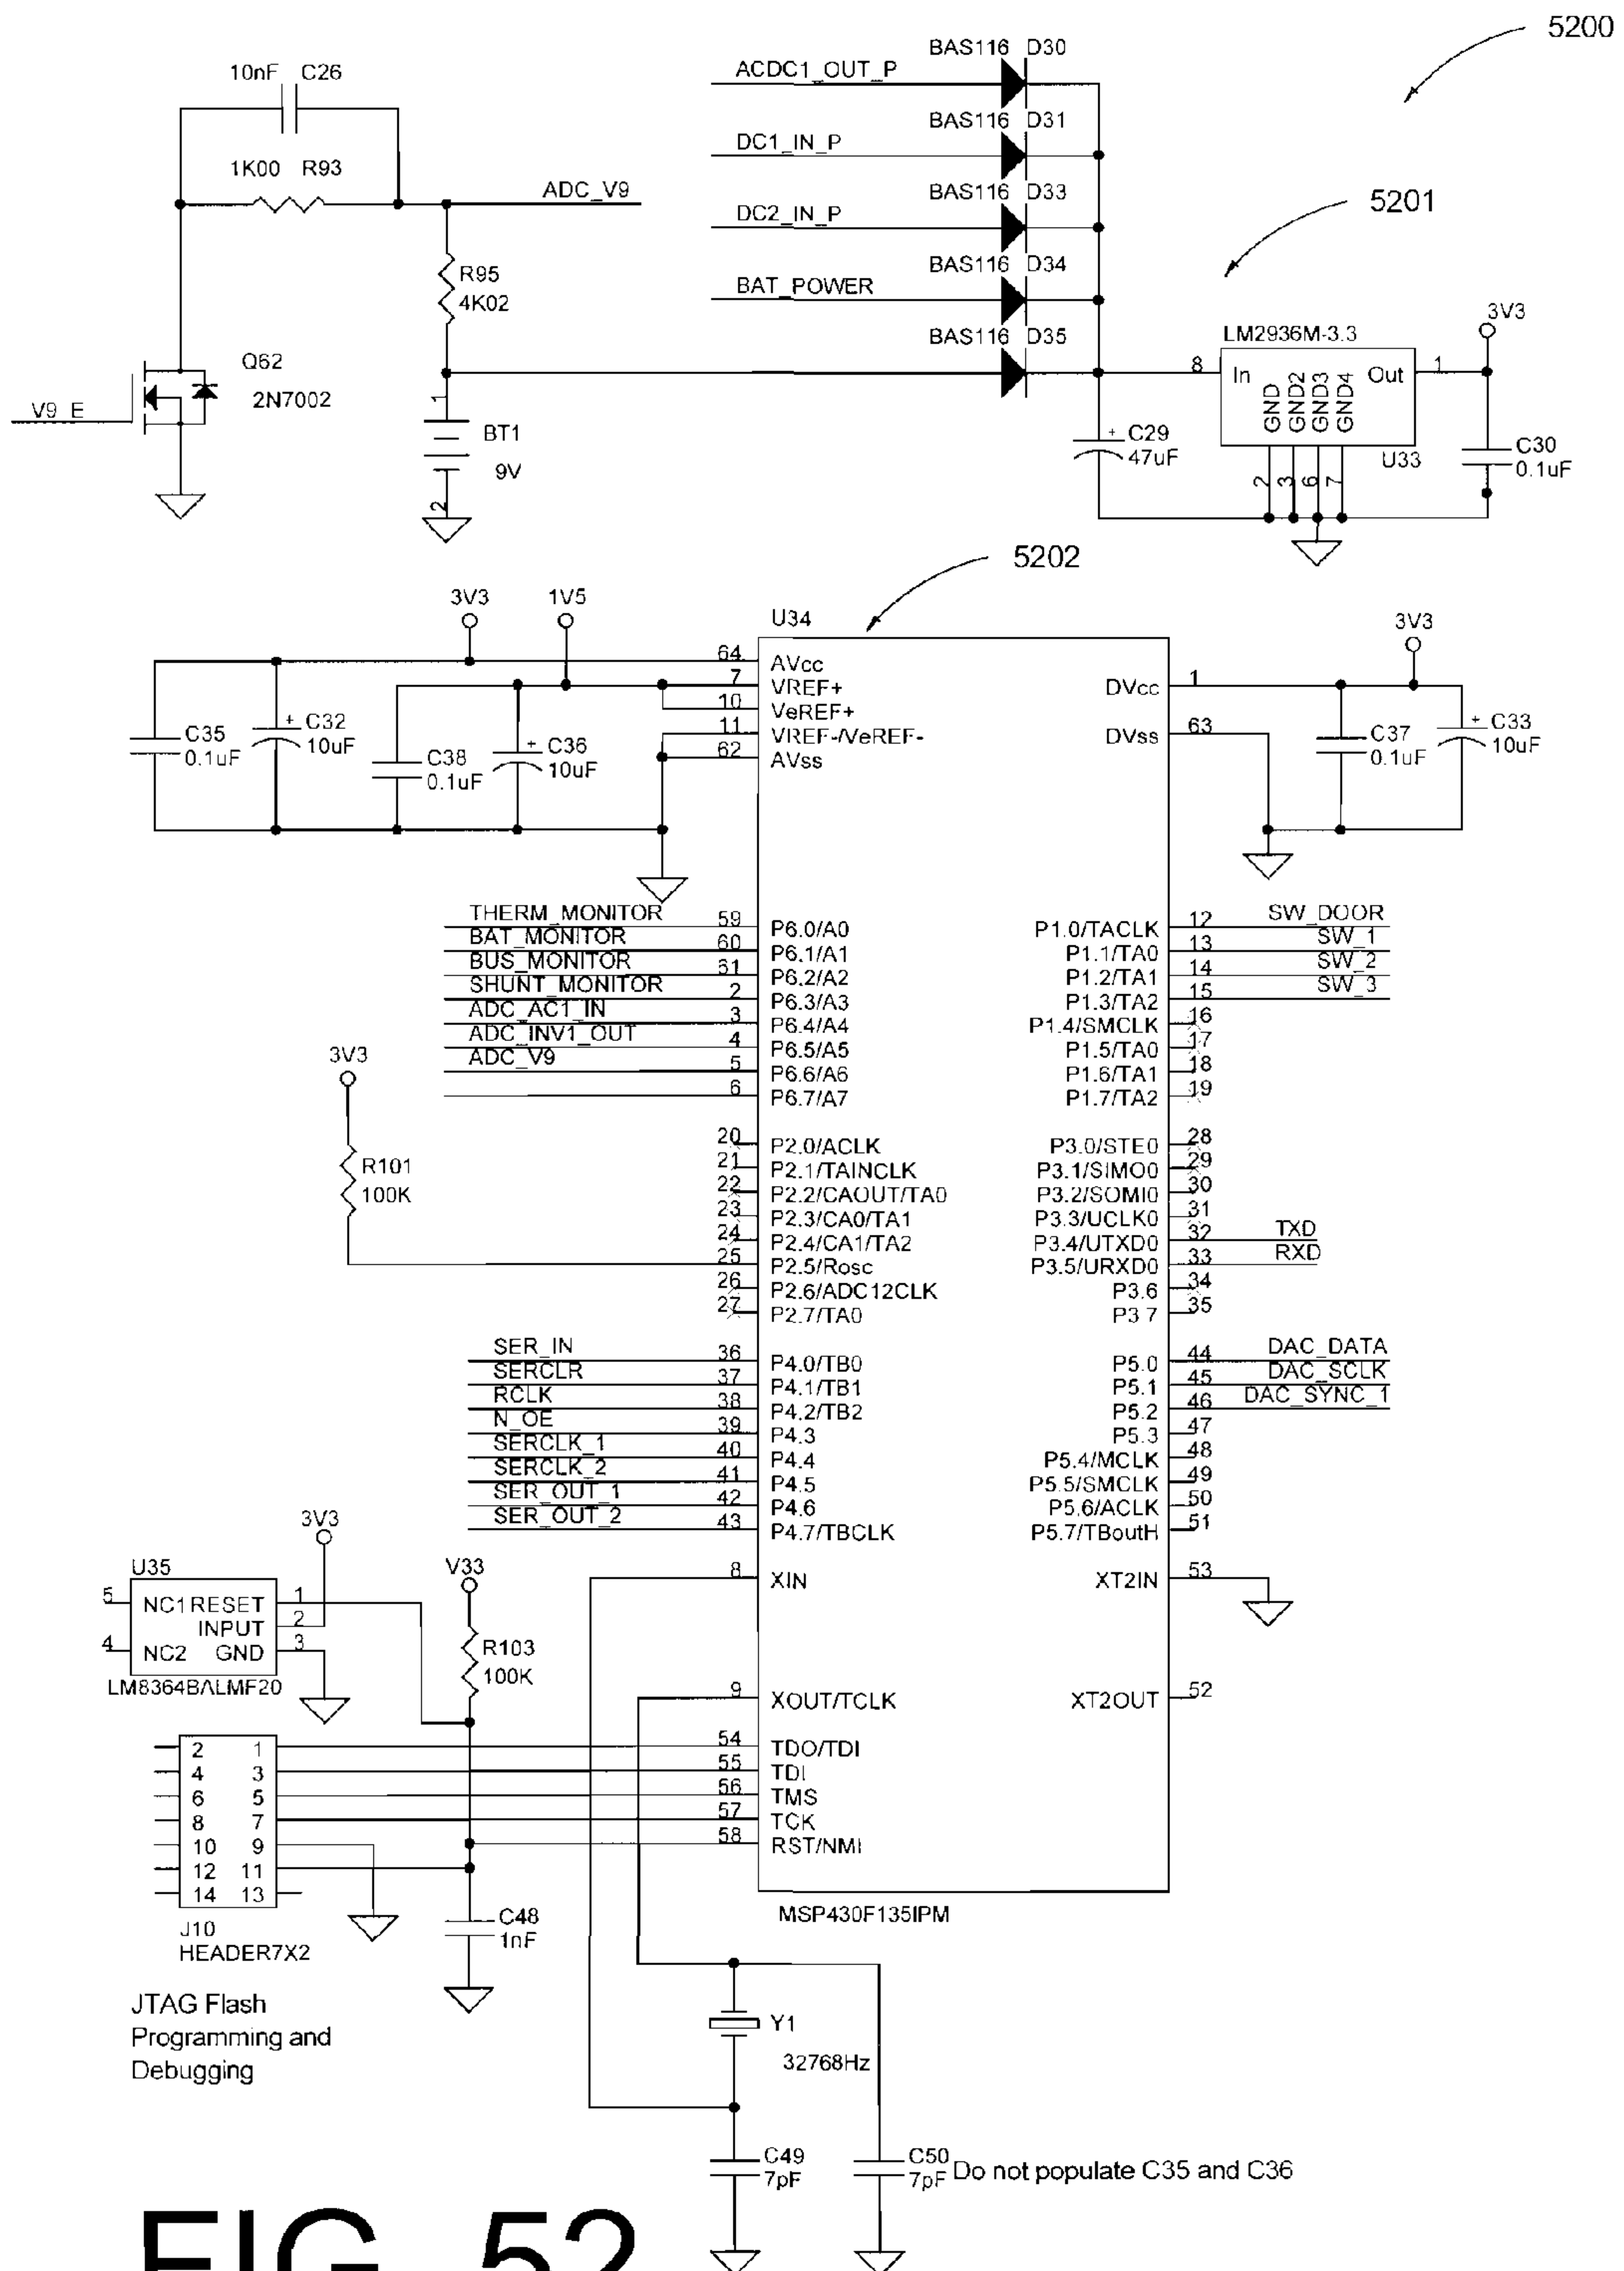 5200
BAS116 D30
ACDC1_OUT_P
10nF C26
BAS116 D31
DC1_IN_P
1K00 R93
ADC_V9
BAS116 D33
DC2_IN_P
5201
BAS116 D34
BAT_POWER
R95
4K02
BAS116 D35
LM2936M-3.3
3V3
8 In Out 1
GND
GND2
GND3
GND4
U33
2 3 6 7
Q62
2N7002
V9_E
1
BT1
9V
2
+ C29
47uF
C30
0.1uF
5202
3V3 1V5
U34
3V3
64 AVcc
7 VREF+
10 VeREF+
11 VREF-/VeREF-
62 AVss
DVcc 1
DVss 63
C35
0.1uF
+ C32
10uF
C38
0.1uF
+ C36
10uF
C37
0.1uF
+ C33
10uF
THERM_MONITOR 59 P6.0/A0
BAT_MONITOR 60 P6.1/A1
BUS_MONITOR 61 P6.2/A2
SHUNT_MONITOR 2 P6.3/A3
ADC_AC1_IN 3 P6.4/A4
ADC_INV1_OUT 4 P6.5/A5
ADC_V9 5 P6.6/A6
6 P6.7/A7
P1.0/TACLK 12 SW_DOOR
P1.1/TA0 13 SW_1
P1.2/TA1 14 SW_2
P1.3/TA2 15 SW_3
P1.4/SMCLK 16
P1.5/TA0 17
P1.6/TA1 18
P1.7/TA2 19
3V3
R101
100K
20 P2.0/ACLK
21 P2.1/TAINCLK
22 P2.2/CAOUT/TA0
23 P2.3/CA0/TA1
24 P2.4/CA1/TA2
25 P2.5/Rosc
26 P2.6/ADC12CLK
27 P2.7/TA0
P3.0/STE0 28
P3.1/SIMO0 29
P3.2/SOMI0 30
P3.3/UCLK0 31
P3.4/UTXD0 32 TXD
P3.5/URXD0 33 RXD
P3.6 34
P3 7 35
SER_IN 36 P4.0/TB0
SERCLR 37 P4.1/TB1
RCLK 38 P4.2/TB2
N_OE 39 P4.3
SERCLK_1 40 P4.4
SERCLK_2 41 P4.5
SER_OUT_1 42 P4.6
SER_OUT_2 43 P4.7/TBCLK
P5.0 44 DAC_DATA
P5.1 45 DAC_SCLK
P5.2 46 DAC_SYNC_1
P5.3 47
P5.4/MCLK 48
P5.5/SMCLK 49
P5.6/ACLK 50
P5.7/TBoutH 51
3V3
U35
5 NC1 RESET 1
INPUT 2
4 NC2 GND 3
LM8364BALMF20
V33
R103
100K
8 XIN
XT2IN 53
9 XOUT/TCLK
XT2OUT 52
54 TDO/TDI
55 TDI
56 TMS
57 TCK
58 RST/NMI
2 1
4 3
6 5
8 7
10 9
12 11
14 13
J10
HEADER7X2
MSP430F135IPM
C48
1nF
JTAG Flash
Programming and
Debugging
Y1
32768Hz
C49
7pF
C50
7pF
Do not populate C35 and C36
FIG. 52